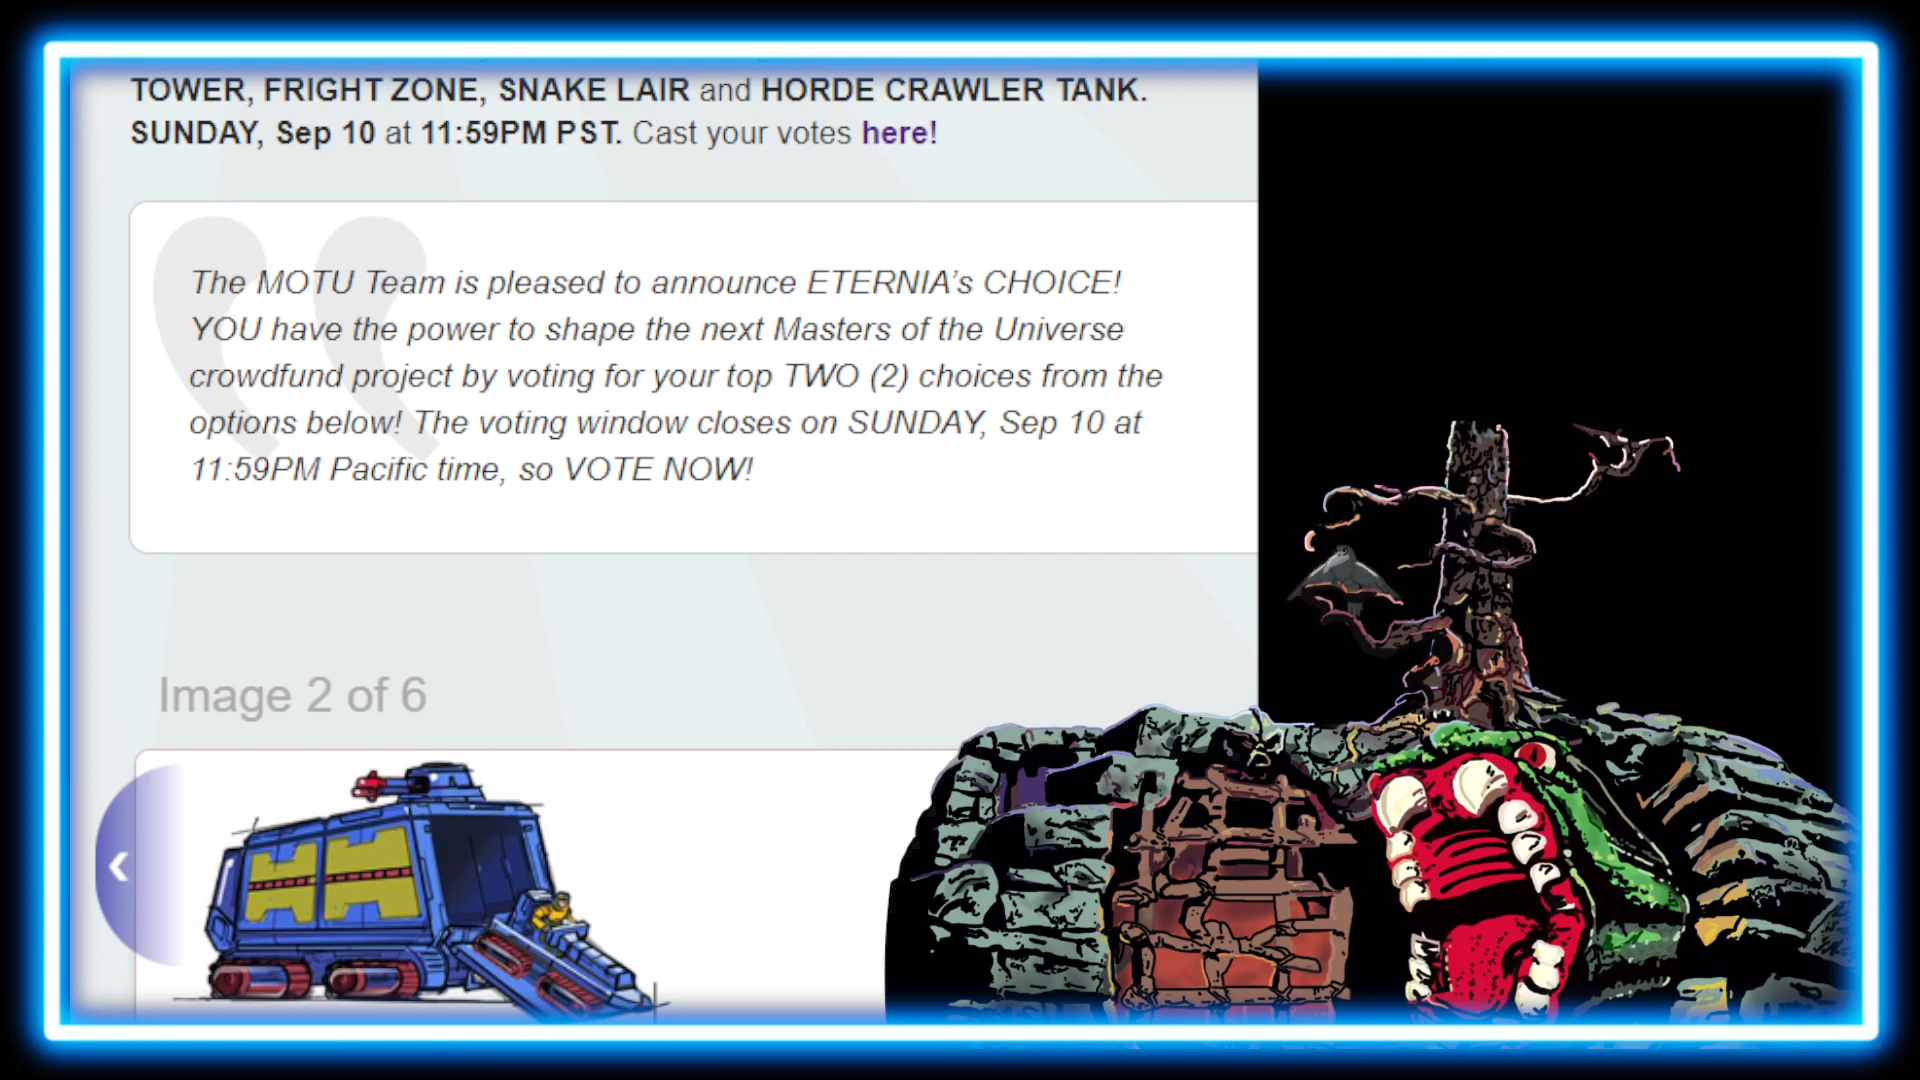 TOWER, FRIGHT ZONE, SNAKE LAIR and HORDE CRAWLER TANK.
SUNDAY, Sep 10 at 11:59PM PST. Cast your votes here!
The MOTU Team is pleased to announce ETERNIA’s CHOICE!
YOU have the power to shape the next Masters of the Universe
crowdfund project by voting for your top TWO (2) choices from the
options below! The voting window closes on SUNDAY, Sep 10 at
11:59PM Pacific time, so VOTE NOW!
Image 2 of 6